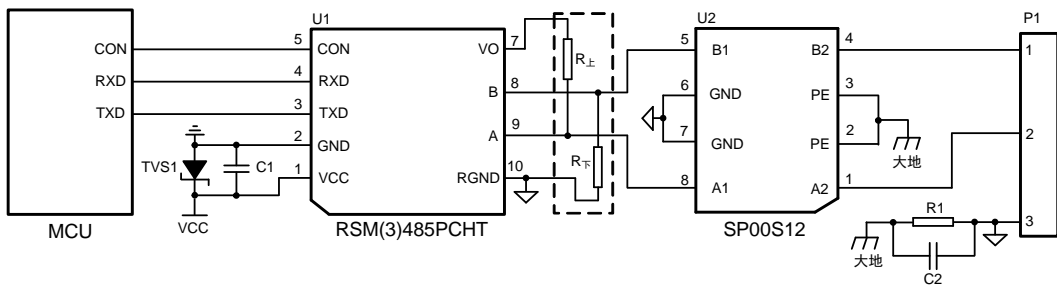 U1
U2
P1
CON
5
CON
VO
7
R上
5
B1
B2
4
1
RXD
4
RXD
B
8
6
GND
PE
3
TXD
3
TXD
A
9
7
GND
PE
2
大地
2
2
GND
R下
TVS1
C1
1
VCC
RGND
10
8
A1
A2
1
VCC
R1
3
大地
C2
MCU
RSM(3)485PCHT
SP00S12